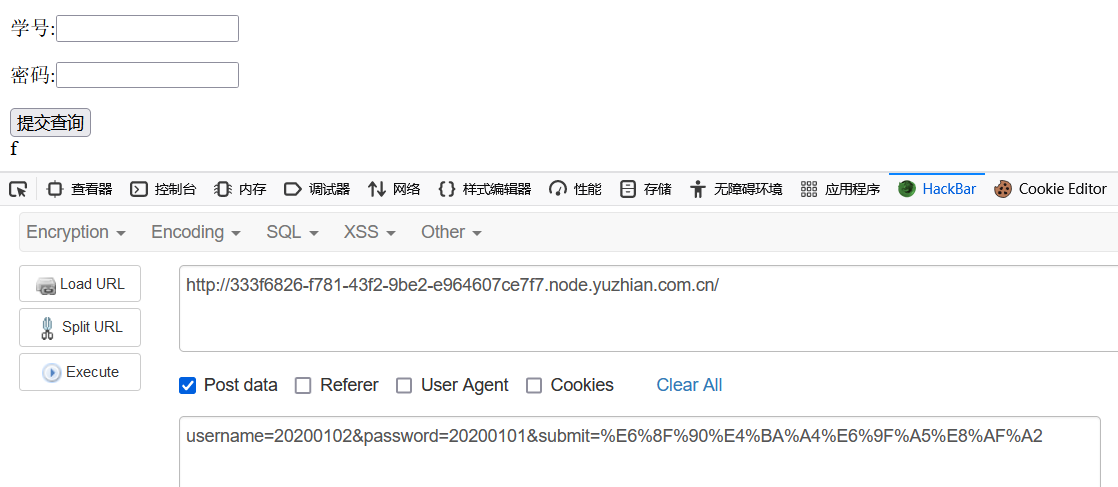 学号:
密码:
提交查询
f
查看器 控制台 内存 调试器 网络 样式编辑器 性能 存储 无障碍环境 应用程序 HackBar Cookie Editor
Encryption Encoding SQL XSS Other
Load URL
http://333f6826-f781-43f2-9be2-e964607ce7f7.node.yuzhian.com.cn/
Split URL
Execute
Post data Referer User Agent Cookies Clear All
username=20200102&password=20200101&submit=%E6%8F%90%E4%BA%A4%E6%9F%A5%E8%AF%A2